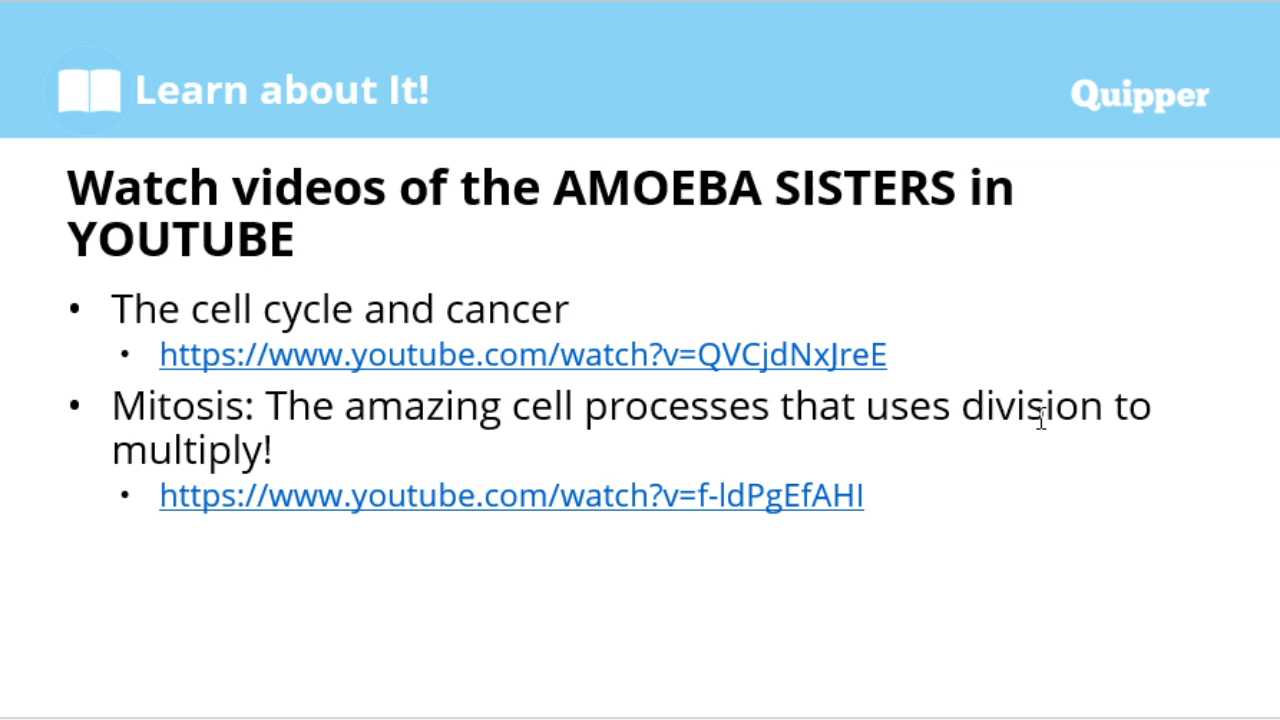 Learn about It!
Quipper
Watch videos of the AMOEBA SISTERS in
YOUTUBE
• The cell cycle and cancer
• https://www.youtube.com/watch?v=QVCjdNxJreE
• Mitosis: The amazing cell processes that uses division to
multiply!
• https://www.youtube.com/watch?v=f-ldPgEfAHI